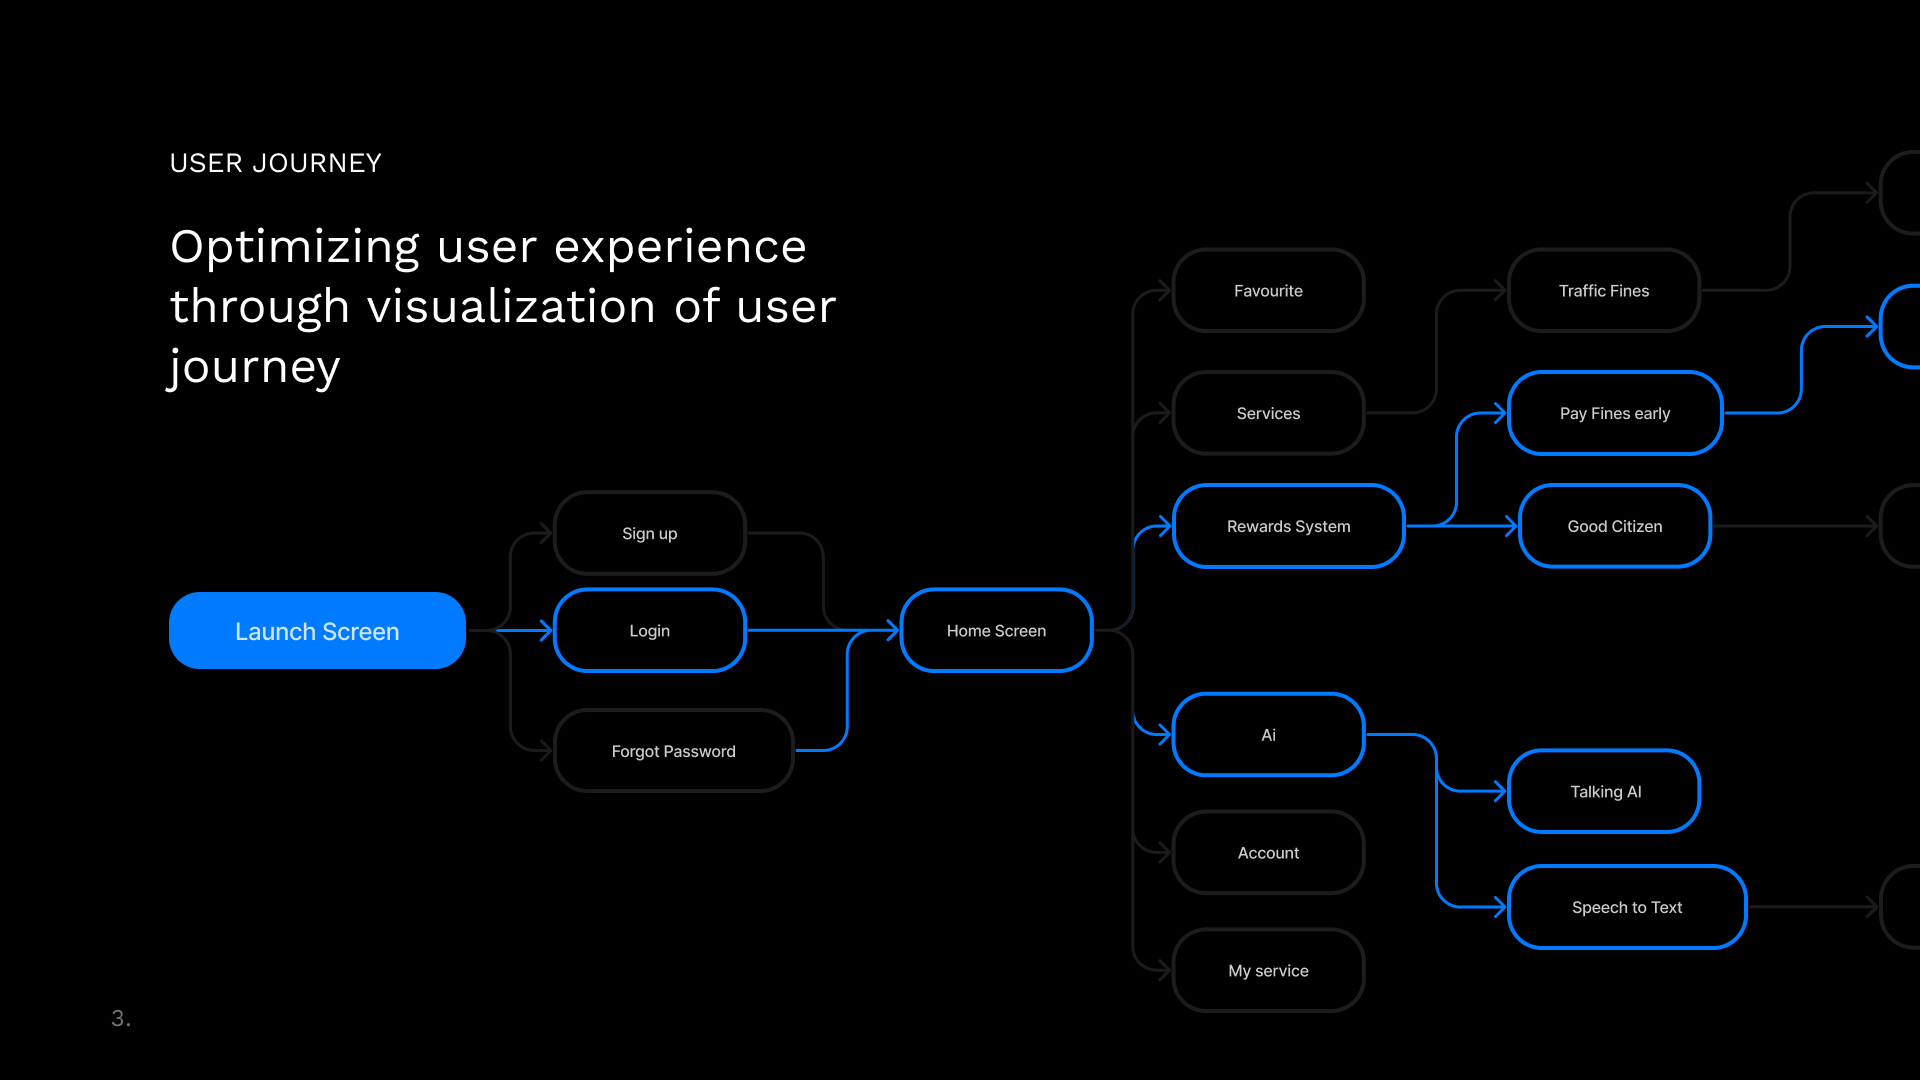 USER JOURNEY
Optimizing user experience
through visualization of user
journey
Launch Screen
Sign up
Login
Forgot Password
Home Screen
Favourite
Services
Rewards System
Ai
Account
My service
Traffic Fines
Pay Fines early
Good Citizen
Talking AI
Speech to Text
3.